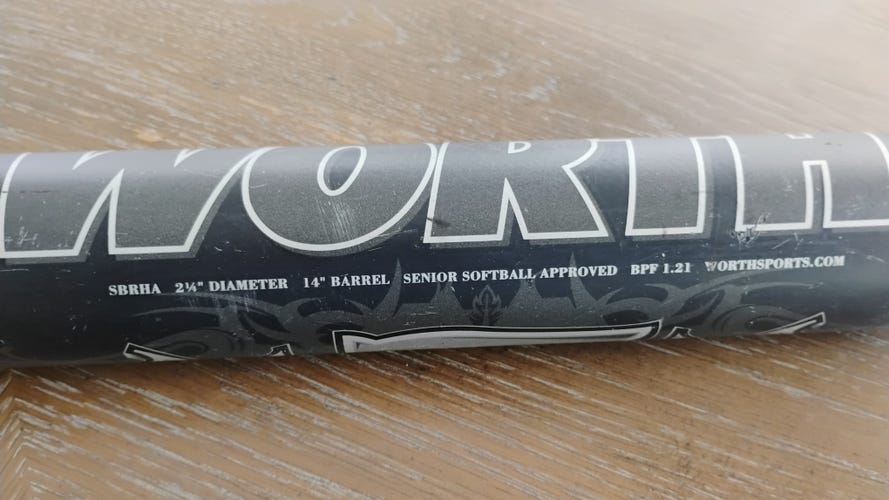 WORTH
SBRHA 2¼" DIAMETER 14" BARREL SENIOR SOFTBALL APPROVED BPF 1.21 WORTHSPORTS.COM